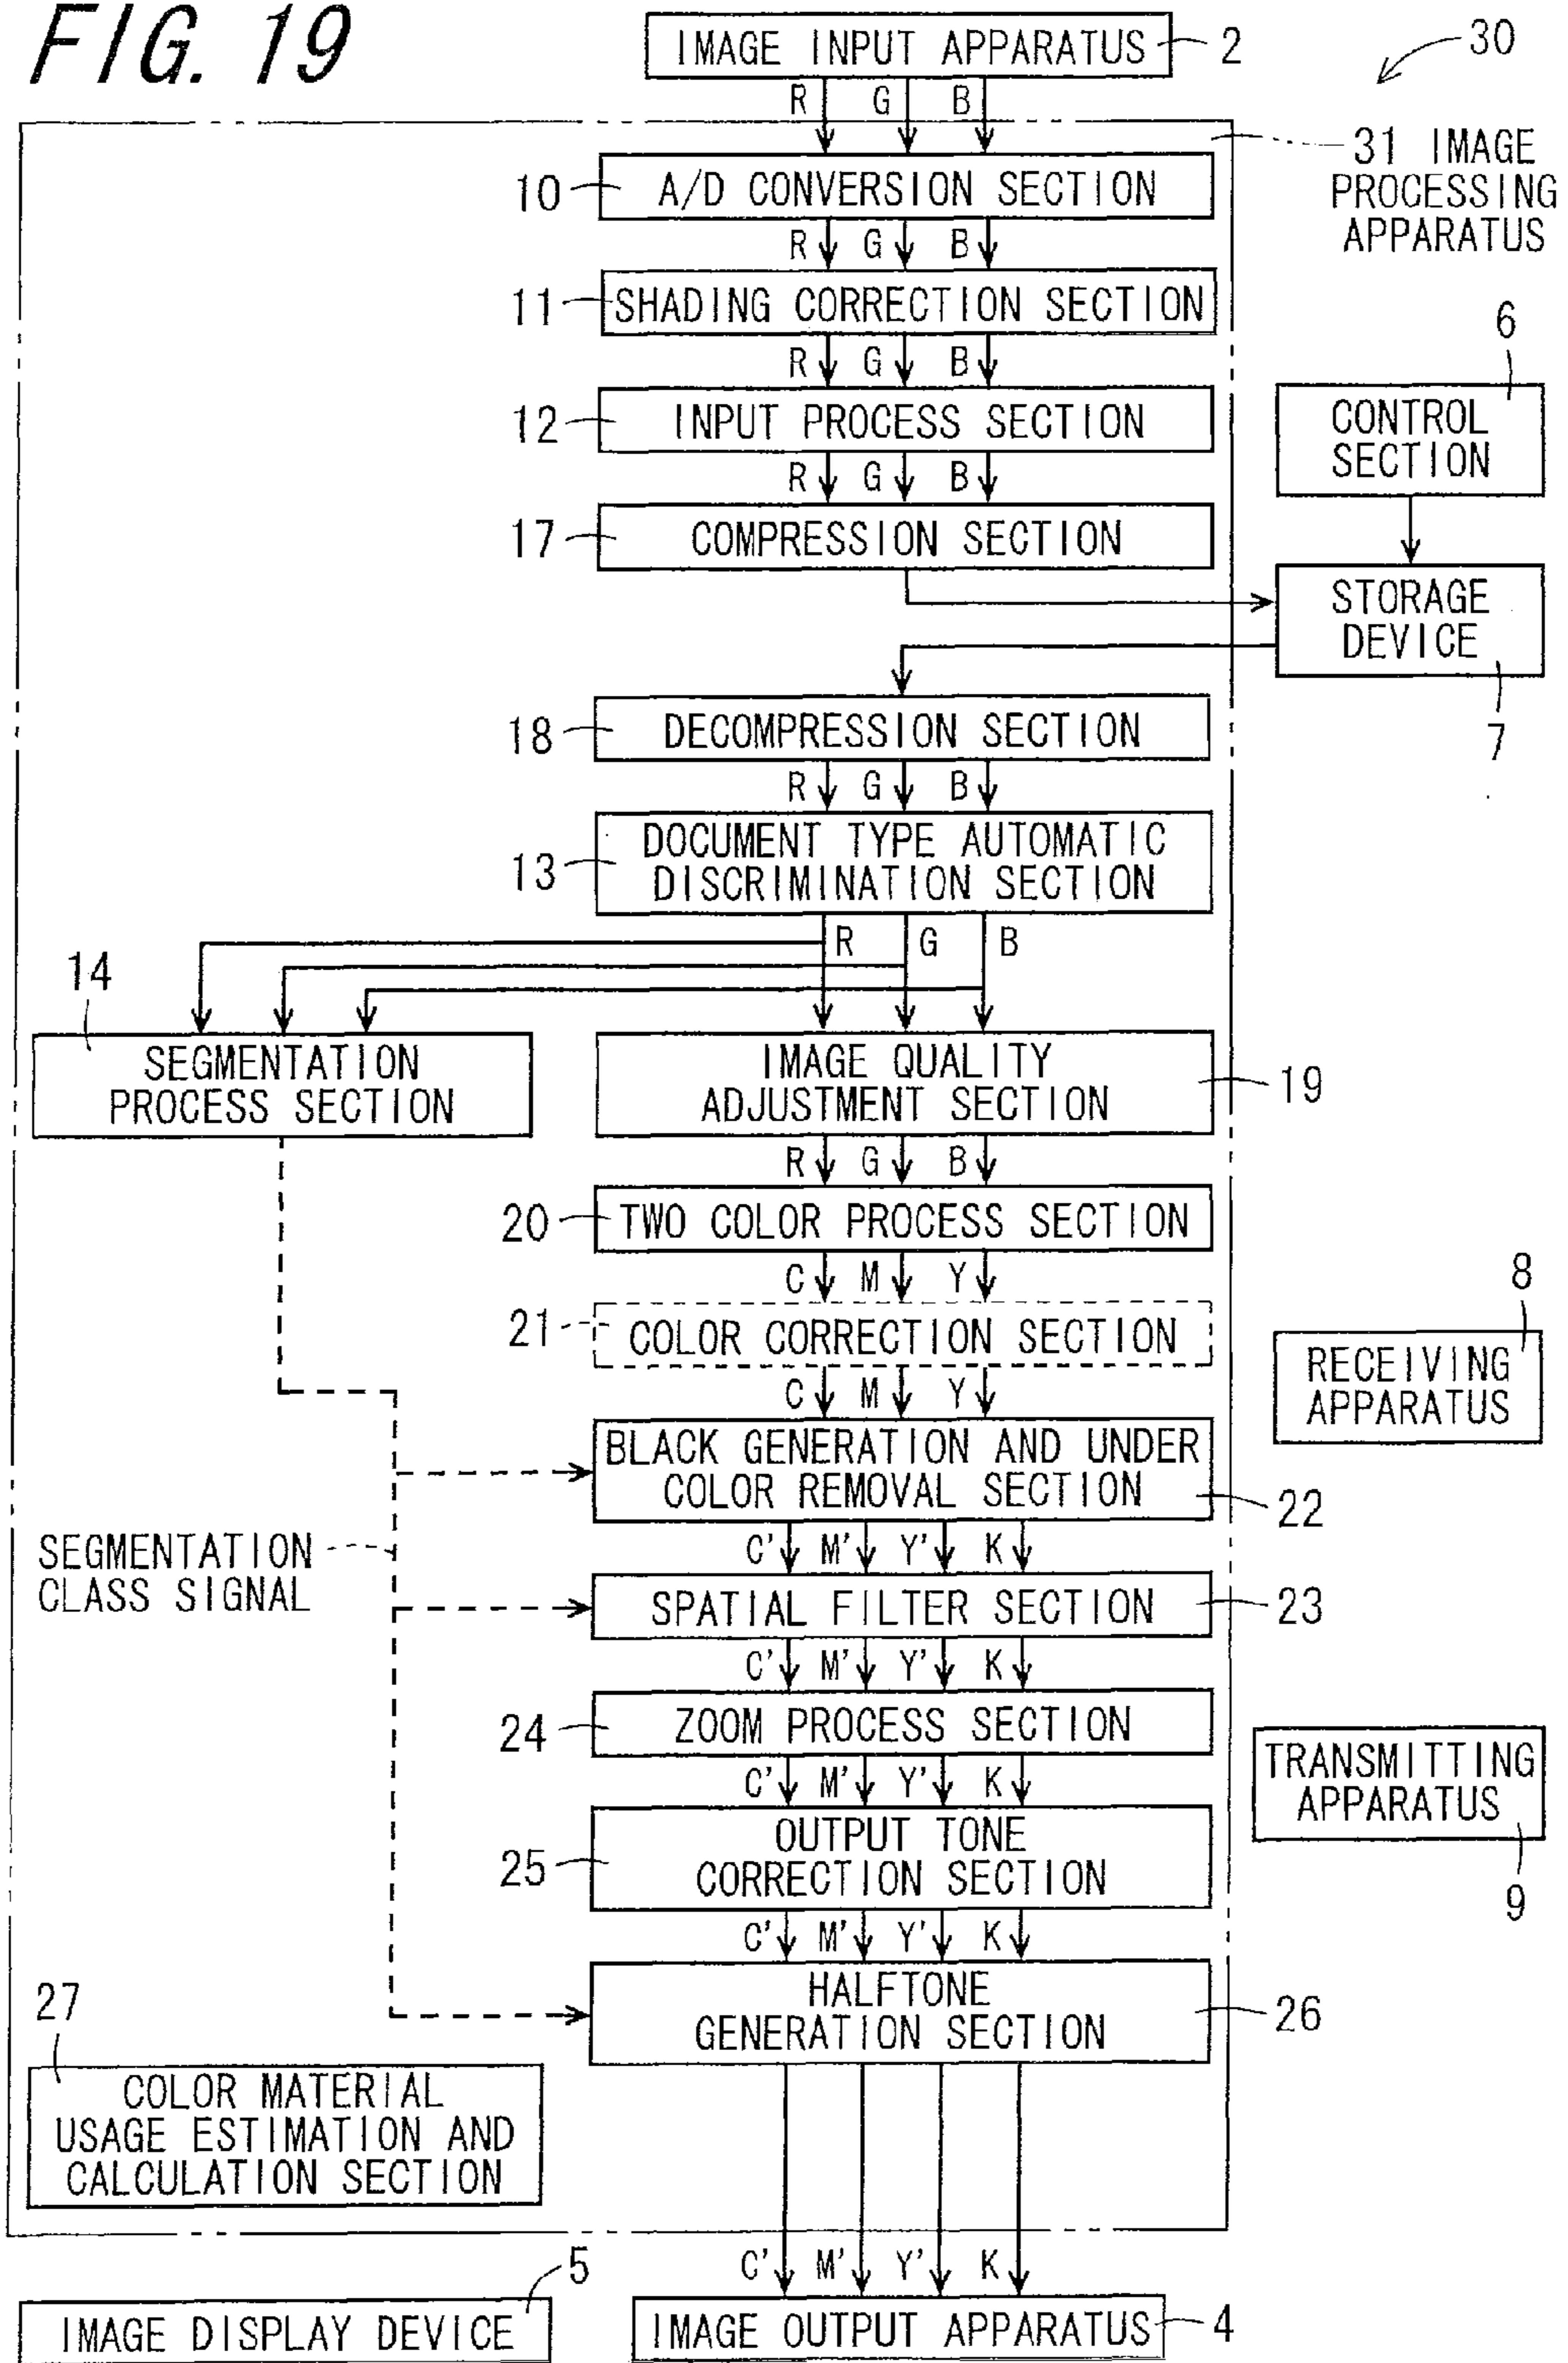 FIG. 19
IMAGE INPUT APPARATUS
2
30
R G B
31 IMAGE
PROCESSING
APPARATUS
10
A/D CONVERSION SECTION
R G B
11
SHADING CORRECTION SECTION
R G B
12
INPUT PROCESS SECTION
6
CONTROL
SECTION
R G B
17
COMPRESSION SECTION
STORAGE
DEVICE
7
18
DECOMPRESSION SECTION
R G B
13
DOCUMENT TYPE AUTOMATIC
DISCRIMINATION SECTION
R G B
14
SEGMENTATION
PROCESS SECTION
IMAGE QUALITY
ADJUSTMENT SECTION
19
R G B
20
TWO COLOR PROCESS SECTION
C M Y
21
COLOR CORRECTION SECTION
8
RECEIVING
APPARATUS
C M Y
BLACK GENERATION AND UNDER
COLOR REMOVAL SECTION
22
SEGMENTATION
CLASS SIGNAL
C' M' Y' K
SPATIAL FILTER SECTION
23
C' M' Y' K
24
ZOOM PROCESS SECTION
TRANSMITTING
APPARATUS
9
C' M' Y' K
25
OUTPUT TONE
CORRECTION SECTION
C' M' Y' K
HALFTONE
GENERATION SECTION
26
27
COLOR MATERIAL
USAGE ESTIMATION AND
CALCULATION SECTION
C' M' Y' K
5
IMAGE DISPLAY DEVICE
IMAGE OUTPUT APPARATUS
4